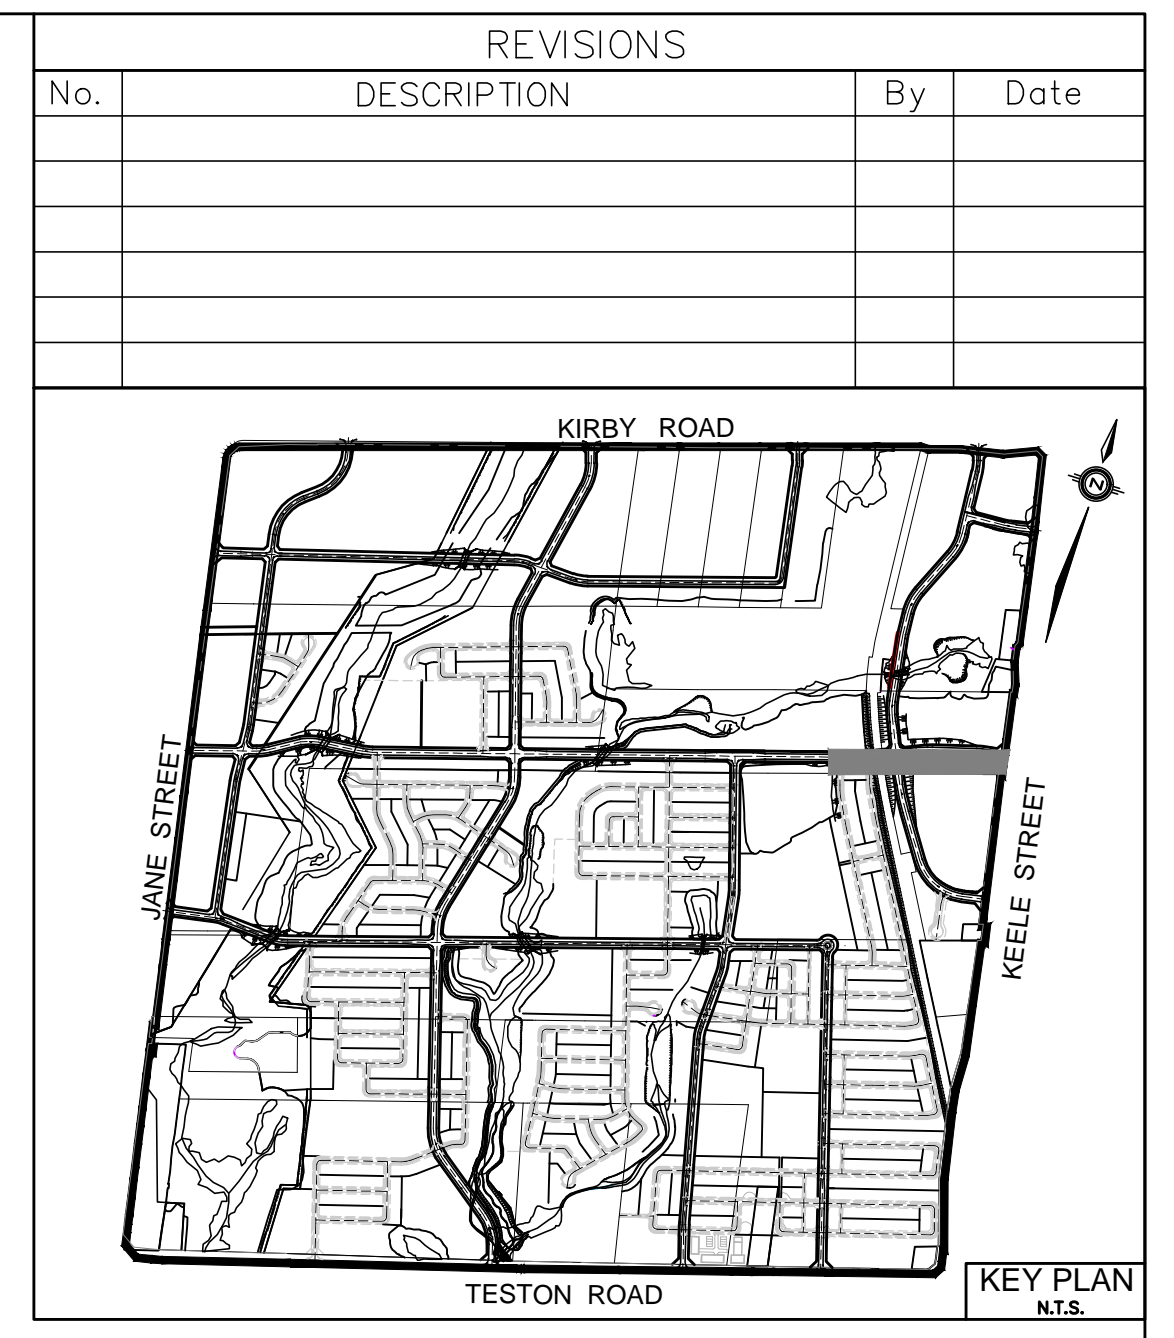 REVISIONS
No. DESCRIPTION By Date
KIRBY ROAD
N
JANE STREET
KEELE STREET
TESTON ROAD
KEY PLAN
N.T.S.